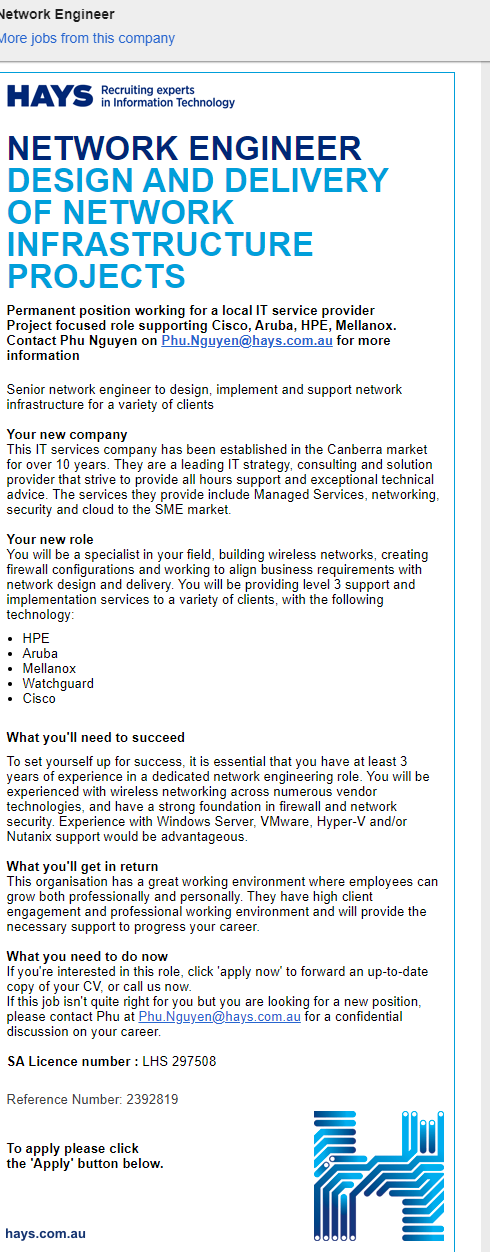 Network Engineer
More jobs from this company
HAYS Recruiting experts
in Information Technology
NETWORK ENGINEER
DESIGN AND DELIVERY
OF NETWORK
INFRASTRUCTURE
PROJECTS
Permanent position working for a local IT service provider
Project focused role supporting Cisco, Aruba, HPE, Mellanox.
Contact Phu Nguyen on Phu.Nguyen@hays.com.au for more
information
Senior network engineer to design, implement and support network
infrastructure for a variety of clients
Your new company
This IT services company has been established in the Canberra market
for over 10 years. They are a leading IT strategy, consulting and solution
provider that strive to provide all hours support and exceptional technical
advice. The services they provide include Managed Services, networking,
security and cloud to the SME market.
Your new role
You will be a specialist in your field, building wireless networks, creating
firewall configurations and working to align business requirements with
network design and delivery. You will be providing level 3 support and
implementation services to a variety of clients, with the following
technology:
• HPE
• Aruba
• Mellanox
• Watchguard
• Cisco
What you'll need to succeed
To set yourself up for success, it is essential that you have at least 3
years of experience in a dedicated network engineering role. You will be
experienced with wireless networking across numerous vendor
technologies, and have a strong foundation in firewall and network
security. Experience with Windows Server, VMware, Hyper-V and/or
Nutanix support would be advantageous.
What you'll get in return
This organisation has a great working environment where employees can
grow both professionally and personally. They have high client
engagement and professional working environment and will provide the
necessary support to progress your career.
What you need to do now
If you're interested in this role, click 'apply now' to forward an up-to-date
copy of your CV, or call us now.
If this job isn't quite right for you but you are looking for a new position,
please contact Phu at Phu.Nguyen@hays.com.au for a confidential
discussion on your career.
SA Licence number : LHS 297508
Reference Number: 2392819
To apply please click
the 'Apply' button below.
hays.com.au